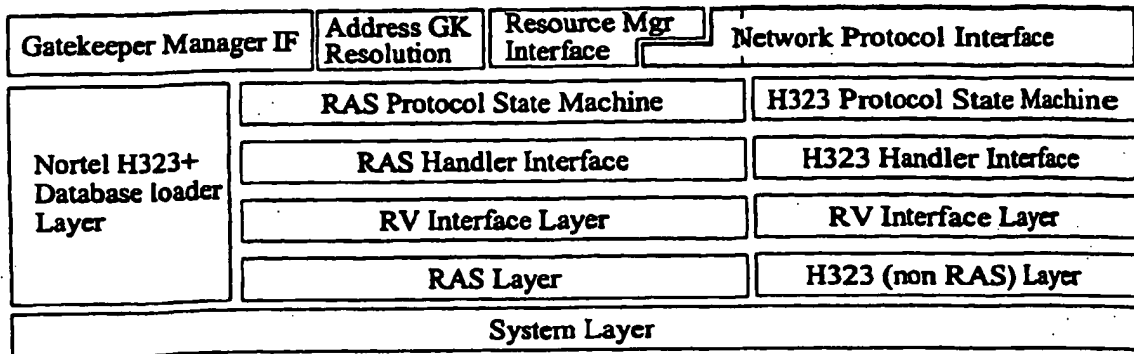 Gatekeeper Manager IF
Address GK
Resolution
Resource Mgr
Interface
Network Protocol Interface
Nortel H323+
Database loader
Layer
RAS Protocol State Machine
H323 Protocol State Machine
RAS Handler Interface
H323 Handler Interface
RV Interface Layer
RV Interface Layer
RAS Layer
H323 (non RAS) Layer
System Layer